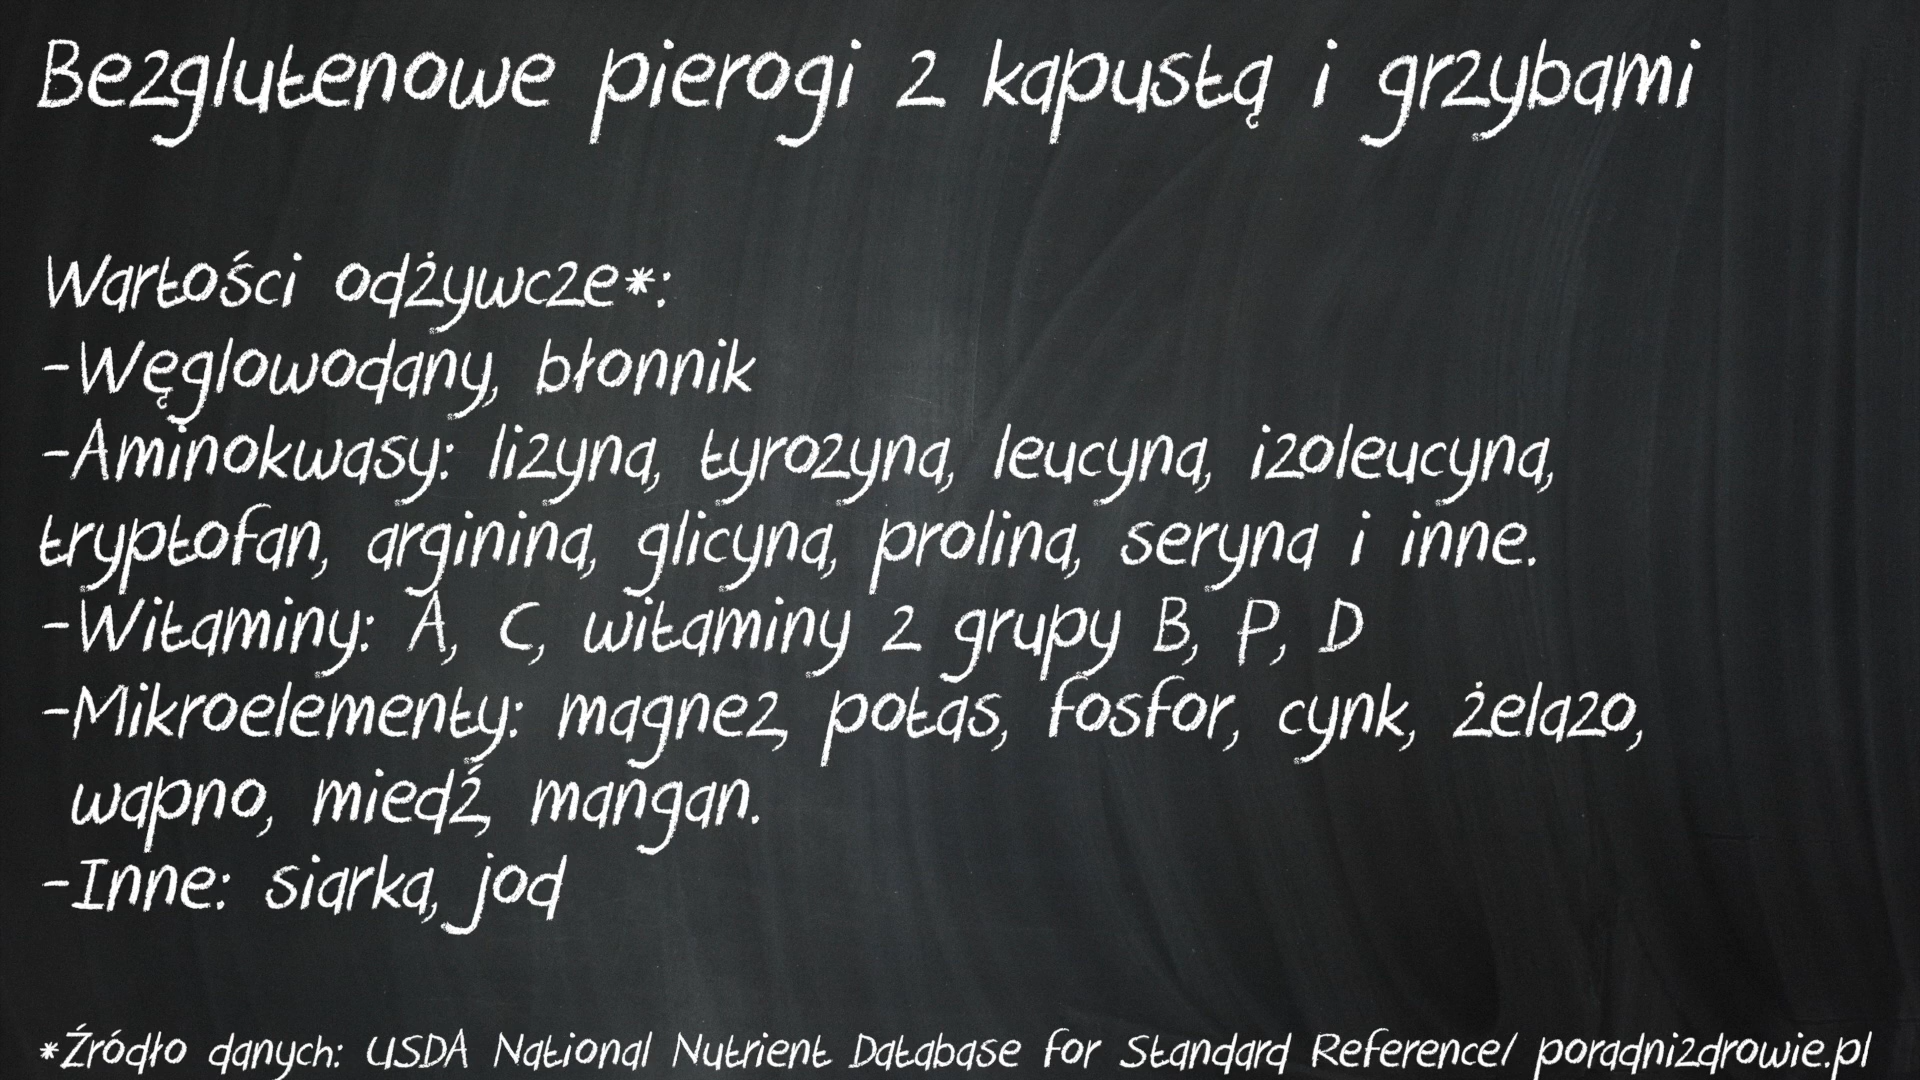 Bezglutenowe pierogi z kapustą i grzybami
Wartości odżywcze*:
-Węglowodany, błonnik
-Aminokwasy: lizyna, tyrozyna, leucyna, izoleucyna,
tryptofan, arginina, glicyna, prolina, seryna i inne.
-Witaminy: A, C, witaminy z grupy B, P, D
-Mikroelementy: magnez, potas, fosfor, cynk, żelazo,
wapno, miedź, mangan.
-Inne: siarka, jod
*Źródło danych: USDA National Nutrient Database for Standard Reference/ poradnizdrowie.pl